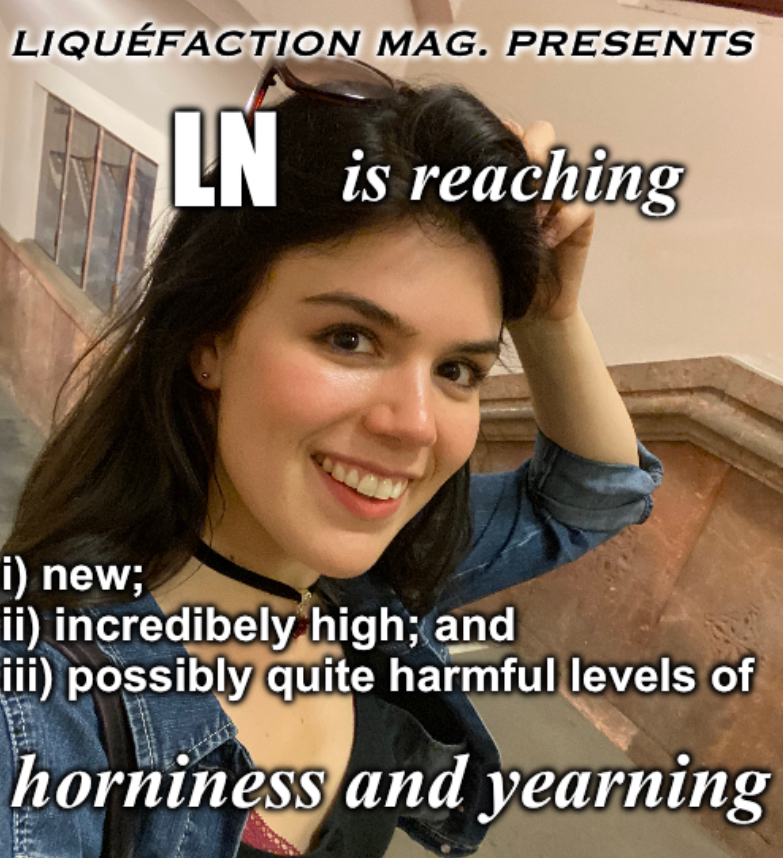 LIQUÉFACTION MAG. PRESENTS
LN is reaching
i) new;
ii) incredibely high; and
iii) possibly quite harmful levels of
horniness and yearning